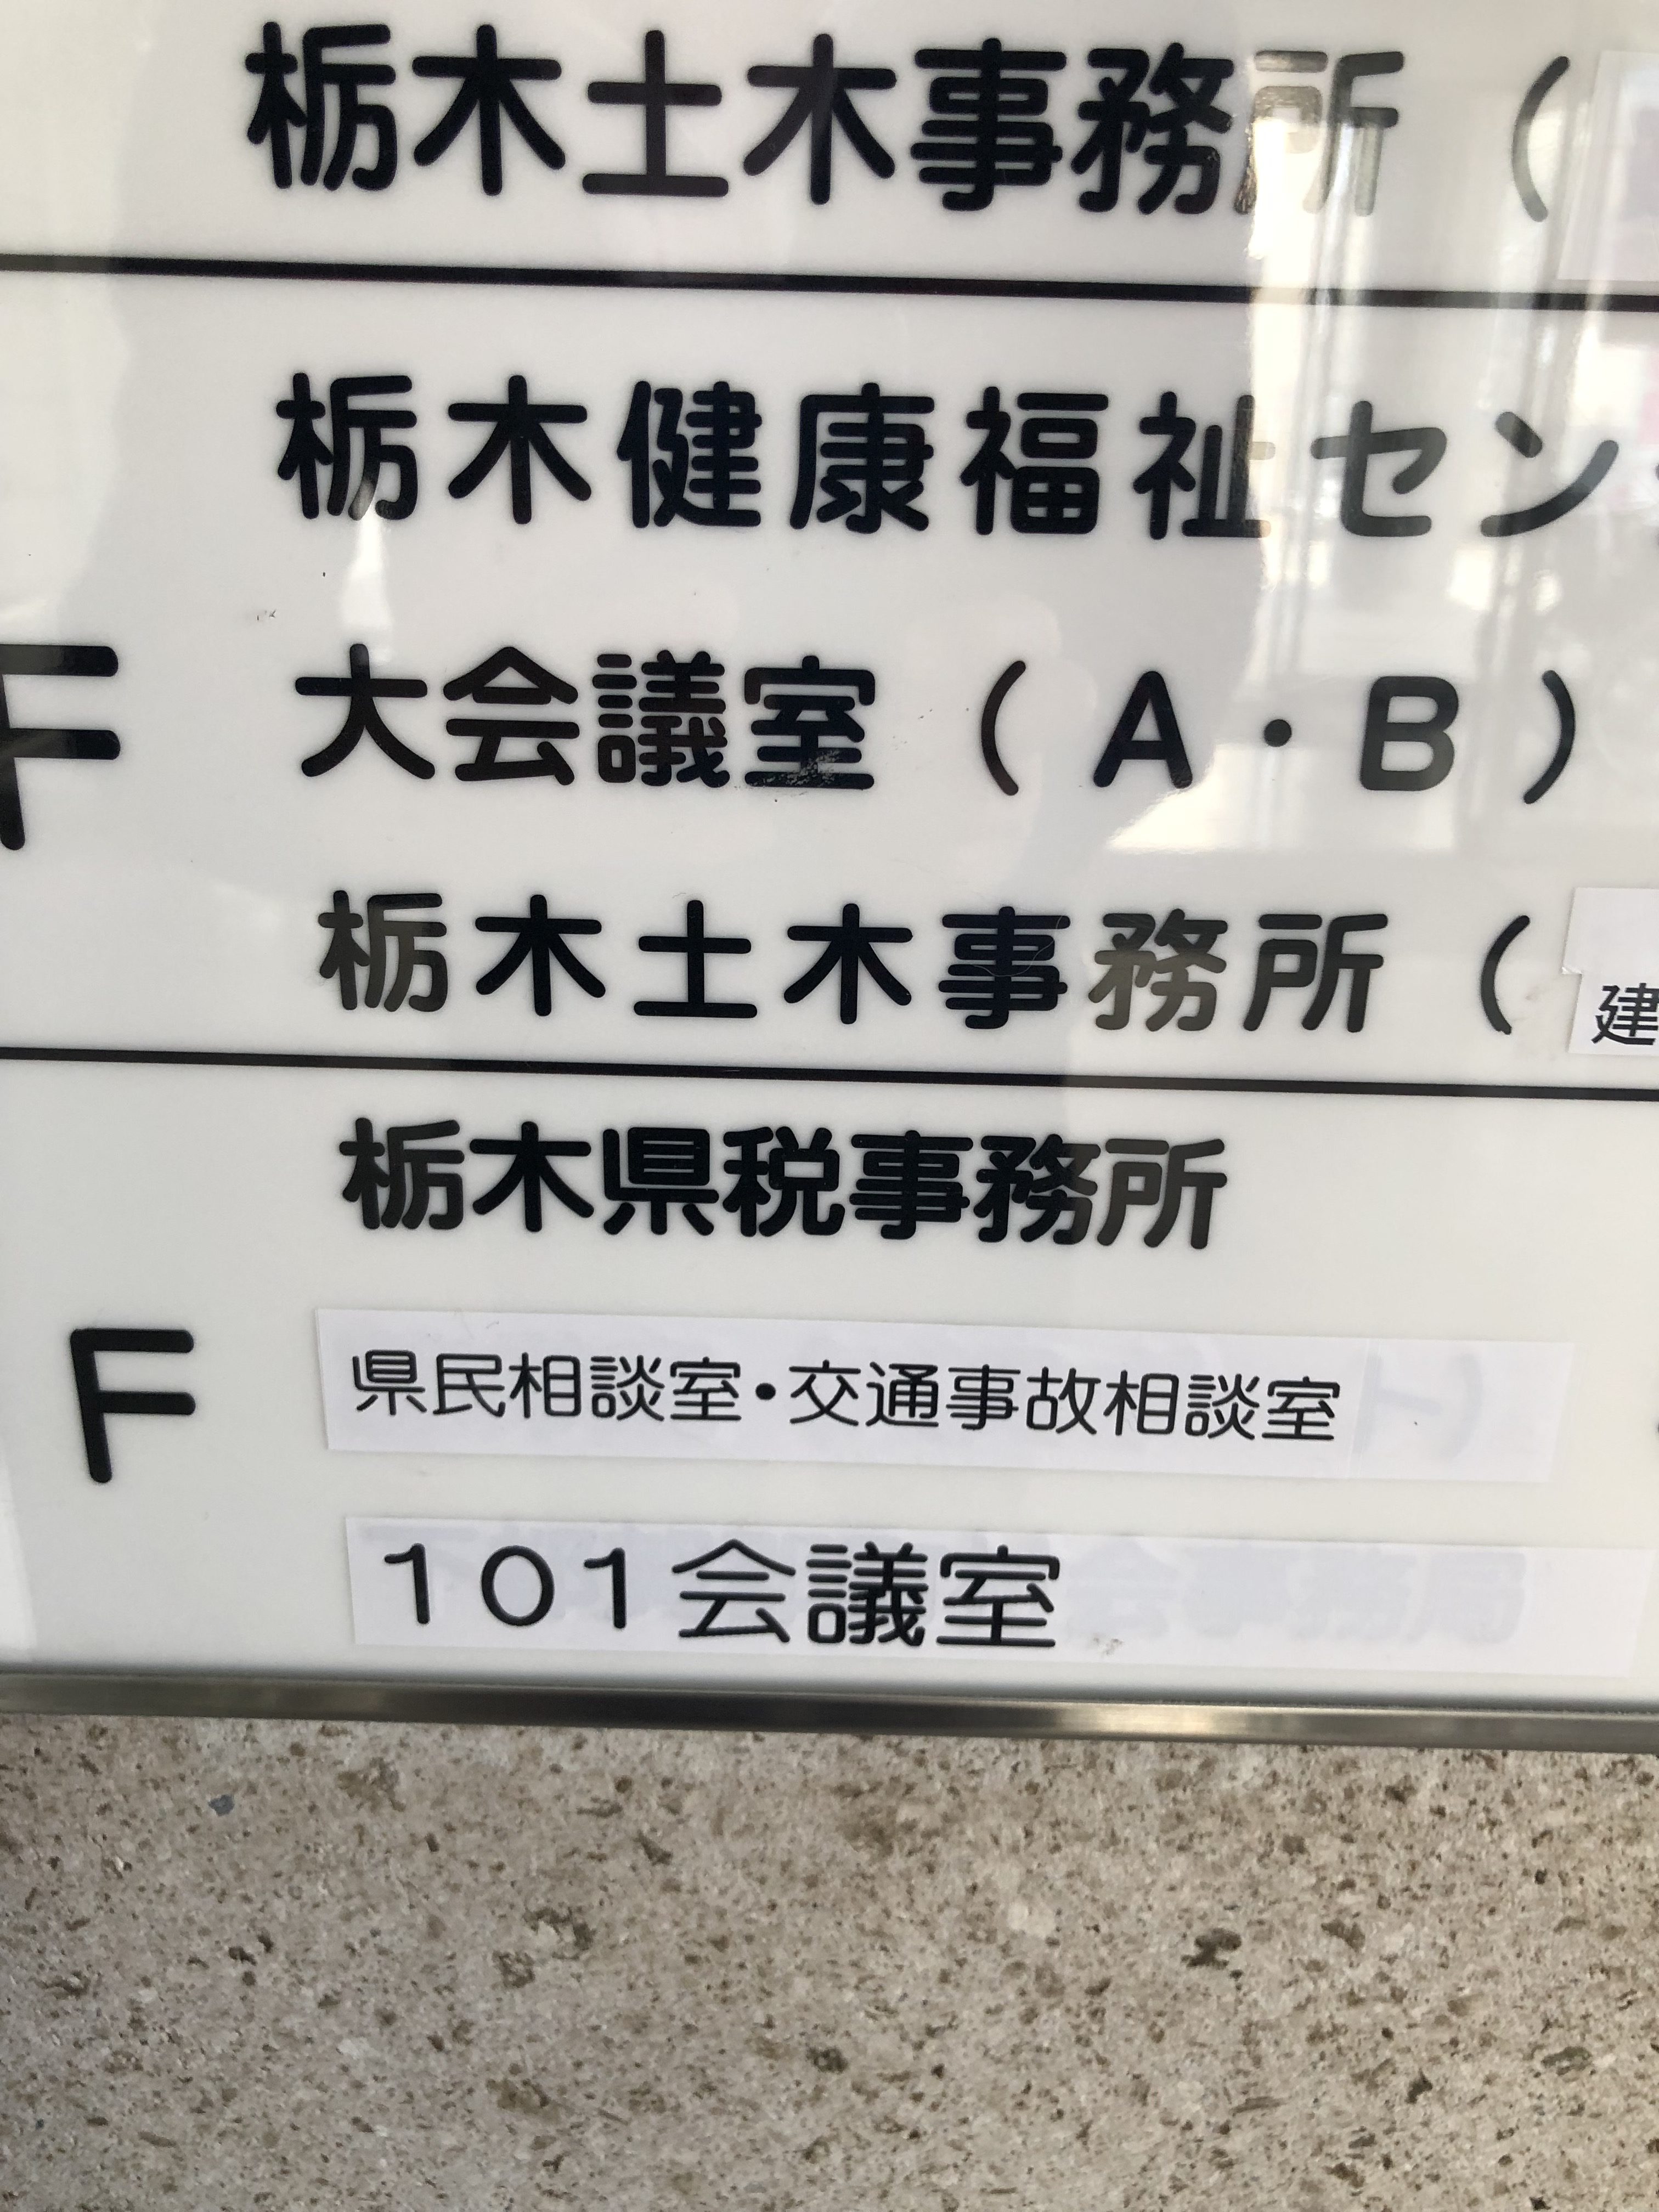 栃木土木事務所（
栃木健康福祉セン
F 大会議室（A・B）
栃木土木事務所（建
栃木県税事務所
F 県民相談室・交通事故相談室
101会議室